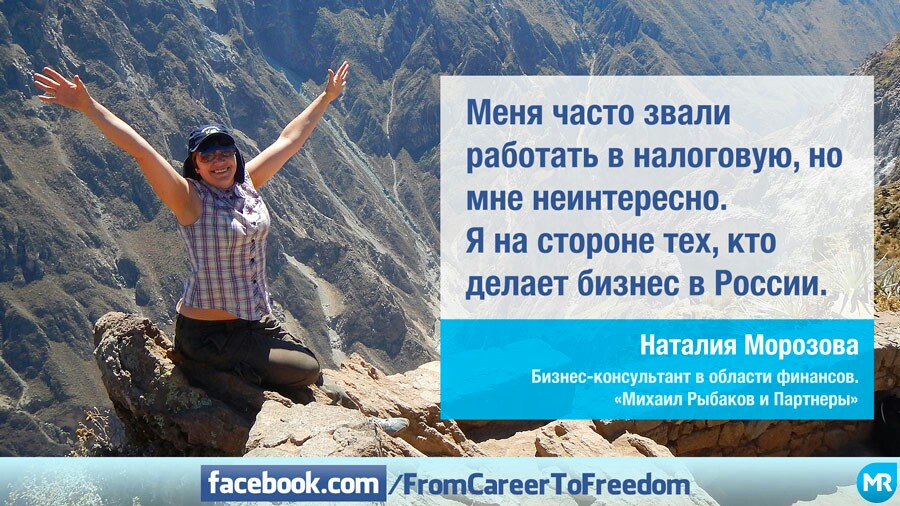 Меня часто звали
работать в налоговую, но
мне неинтересно.
Я на стороне тех, кто
делает бизнес в России.
Наталия Морозова
Бизнес-консультант в области финансов.
«Михаил Рыбаков и Партнеры»
facebook.com/FromCareerToFreedom
MR